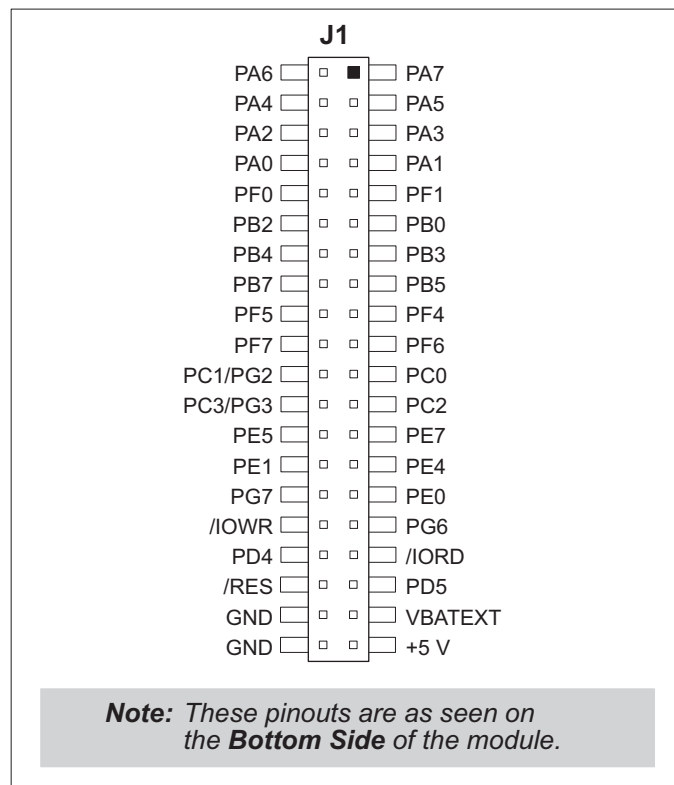 J1
PA6 PA7
PA4 PA5
PA2 PA3
PA0 PA1
PF0 PF1
PB2 PB0
PB4 PB3
PB7 PB5
PF5 PF4
PF7 PF6
PC1/PG2 PC0
PC3/PG3 PC2
PE5 PE7
PE1 PE4
PG7 PE0
/IOWR PG6
PD4 /IORD
/RES PD5
GND VBATEXT
GND +5 V
Note: These pinouts are as seen on
the Bottom Side of the module.